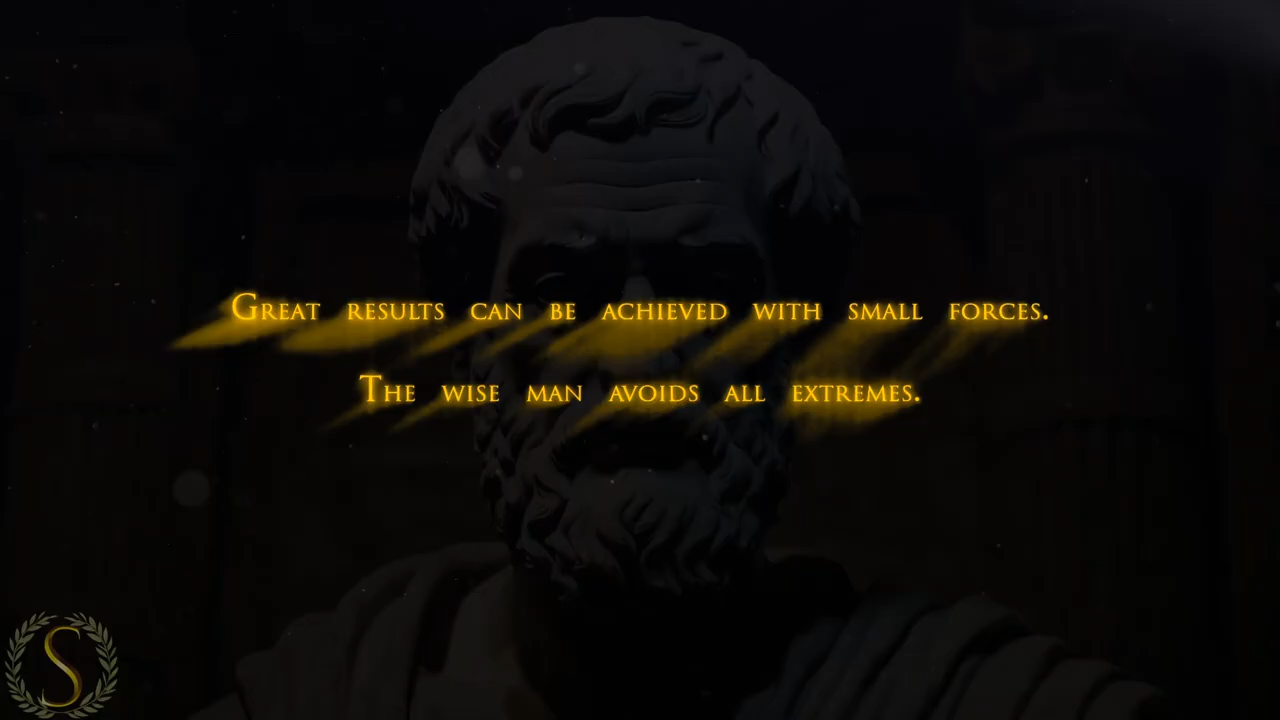 Great results can be achieved with small forces.
The wise man avoids all extremes.
S